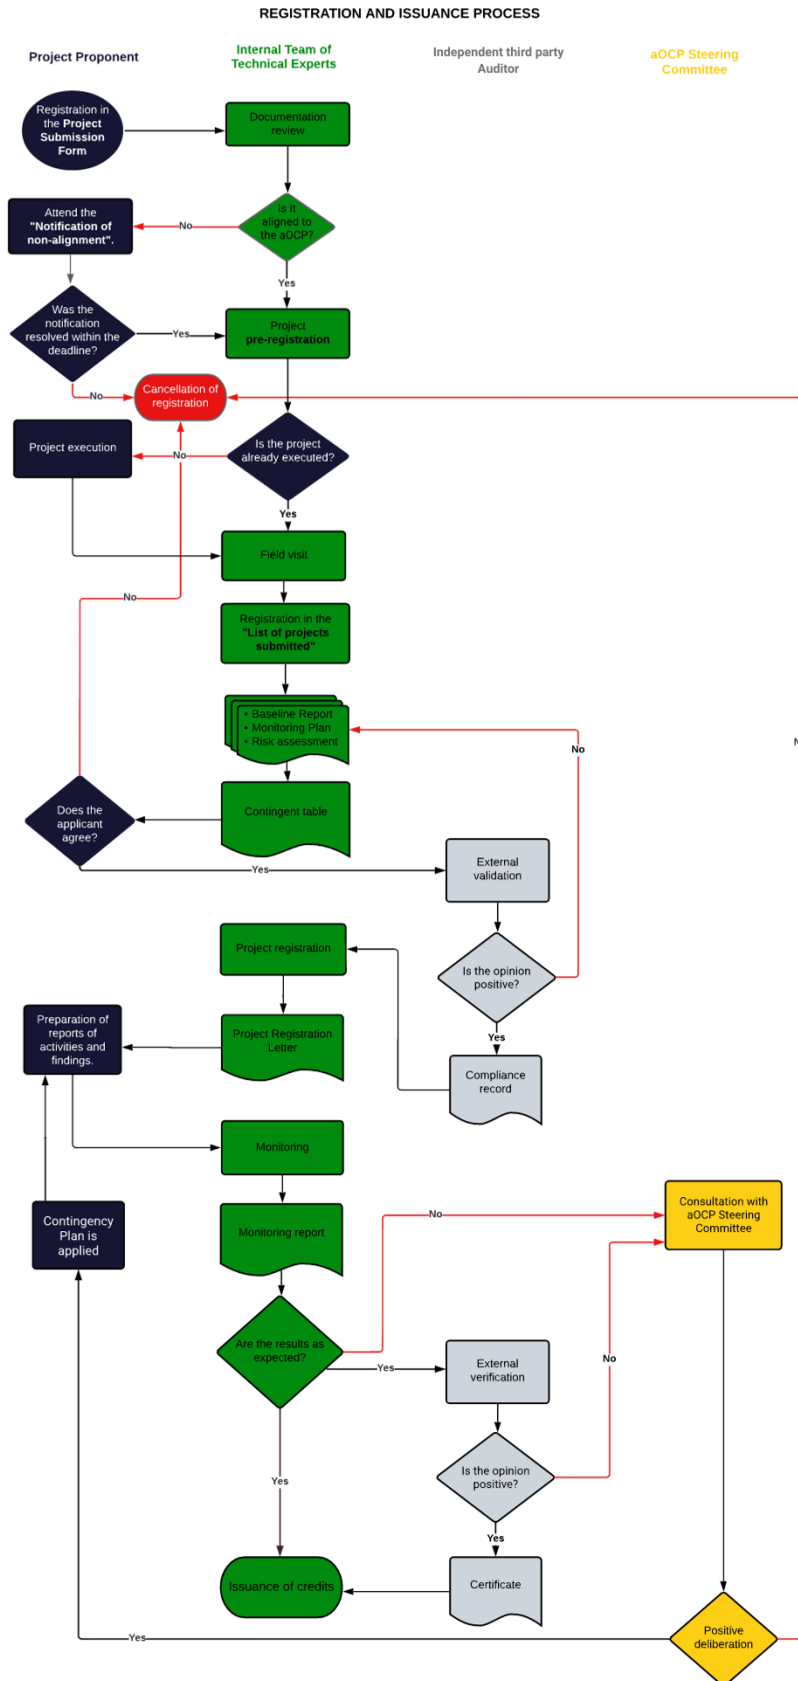 REGISTRATION AND ISSUANCE PROCESS
Project Proponent
Internal Team of
Technical Experts
Independent third party
Auditor
aOCP Steering
Committee
Registration in
the Project
Submission
Form
Documentation
review
Attend the
"Notification of
non-alignment".
No
Is it
aligned to
the aOCP?
Yes
Was the
notification
resolved within the
deadline?
Yes
Project
pre-registration
No
Cancellation of
registration
Project execution
No
Is the project
already executed?
Yes
Field visit
No
Registration in the
"List of projects
submitted"
• Baseline Report
• Monitoring Plan
• Risk assessment
No
Does the
applicant
agree?
Contingent table
Yes
External
validation
Project registration
Is the opinion
positive?
Yes
Preparation of
reports of
activities and
findings.
Project Registration
Letter
Compliance
record
Monitoring
Contingency
Plan is
applied
Monitoring report
No
Consultation with
aOCP Steering
Committee
Are the results as
expected?
Yes
External
verification
No
Yes
Is the opinion
positive?
Yes
Issuance of credits
Certificate
Yes
Positive
deliberation